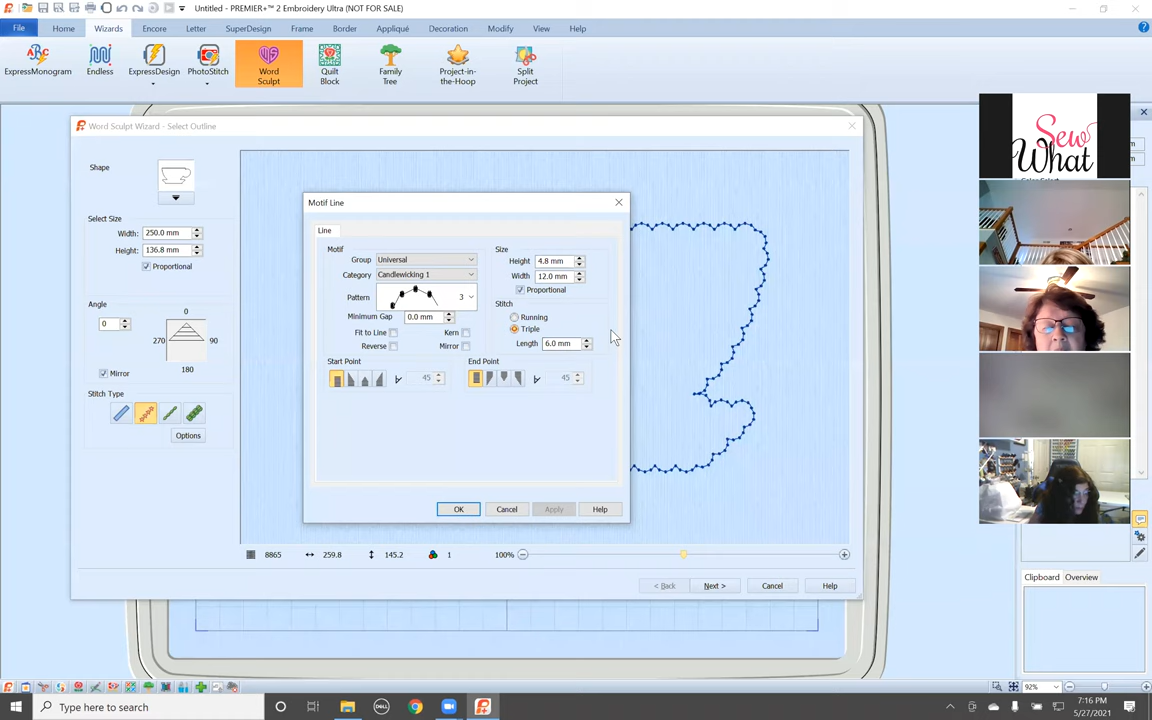 Untitled - PREMIER+™ 2 Embroidery Ultra (NOT FOR SALE)
File Home Wizards Encore Letter SuperDesign Frame Border Appliqué Decoration Modify View Help
ExpressMonogram Endless ExpressDesign PhotoStitch Word Sculpt Quilt Block Family Tree Project-in-the-Hoop Split Project
Word Sculpt Wizard - Select Outline
Shape
Select Size
Width: 250.0 mm
Height: 136.8 mm
Proportional
Angle
0
0
270 90
180
Mirror
Stitch Type
Options
Motif Line
Line
Motif
Group Universal
Category Candlewicking 1
Pattern 3
Minimum Gap 0.0 mm
Fit to Line Kern
Reverse Mirror
Size
Height 4.8 mm
Width 12.0 mm
Proportional
Stitch
Running
Triple
Length 6.0 mm
Start Point End Point
45 45
OK Cancel Apply Help
8865 259.8 145.2 1 100%
< Back Next > Cancel Help
Sew
What
Color Select
Clipboard Overview
92%
Type here to search
DELL
7:16 PM
5/27/2021